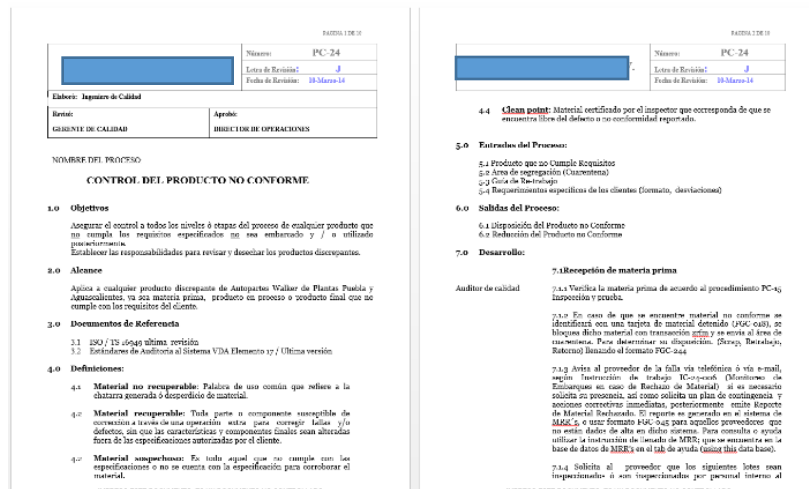 PAGINA 1 DE 10
Número: PC-24
Letra de Revisión: J
Fecha de Revisión: 10-Marzo-14
Elaboró: Ingeniero de Calidad
Revisó: Aprobó:
GERENTE DE CALIDAD DIRECTOR DE OPERACIONES
NOMBRE DEL PROCESO
CONTROL DEL PRODUCTO NO CONFORME
1.0 Objetivos
Asegurar el control a todos los niveles ó etapas del proceso de cualquier producto que
no cumpla los requisitos especificados no sea embarcado y / o utilizado
posteriormente.
Establecer las responsabilidades para revisar y desechar los productos discrepantes.
2.0 Alcance
Aplica a cualquier producto discrepante de Autopartes Walker de Plantas Puebla y
Aguascalientes, ya sea materia prima, producto en proceso o producto final que no
cumple con los requisitos del cliente.
3.0 Documentos de Referencia
3.1 ISO / TS 16949 ultima revisión
3.2 Estándares de Auditoria al Sistema VDA Elemento 17 / Ultima versión
4.0 Definiciones:
4.1 Material no recuperable: Palabra de uso común que refiere a la
chatarra generada ó desperdicio de material.
4.2 Material recuperable: Toda parte o componente susceptible de
corrección a través de una operación extra para corregir fallas y/o
defectos, sin que las características y componentes finales sean alteradas
fuera de las especificaciones autorizadas por el cliente.
4.2 Material sospechoso: Es todo aquel que no cumple con las
especificaciones o no se cuenta con la especificación para corroborar el
material.
PAGINA 2 DE 10
Número: PC-24
Letra de Revisión: J
Fecha de Revisión: 10-Marzo-14
4.4 Clean point: Material certificado por el inspector que corresponda de que se
encuentra libre del defecto o no conformidad reportado.
5.0 Entradas del Proceso:
5.1 Producto que no Cumple Requisitos
5.2 Area de segregación (Cuarentena)
5.3 Guía de Re-trabajo
5.4 Requerimientos específicos de los clientes (formato, desviaciones)
6.0 Salidas del Proceso:
6.1 Disposición del Producto no Conforme
6.2 Reducción del Producto no Conforme
7.0 Desarrollo:
7.1Recepción de materia prima
Auditor de calidad 7.1.1 Verifica la materia prima de acuerdo al procedimiento PC-15
Inspección y prueba.
7.1.2 En caso de que se encuentre material no conforme se
identificará con una tarjeta de material detenido (FGC-018), se
bloquea dicho material con transacción y se envía al área de
cuarentena. Para determinar su disposición. (Scrap, Retrabajo,
Retorno) llenando el formato FGC-244
7.1.3 Avisa al proveedor de la falla vía telefónica ó vía e-mail,
según Instrucción de trabajo IC-24-006 (Monitoreo de
Embarques en caso de Rechazo de Material) si es necesario
solicita su presencia, así como solicita un plan de contingencia y
acciones correctivas inmediatas, posteriormente emite Reporte
de Material Rechazado. El reporte es generado en el sistema de
MRR´s, o usar formato FGC-045 para aquellos proveedores que
no están dados de alta en dicho sistema. Para consulta o ayuda
utilizar la instrucción de llenado de MRR; que se encuentra en la
base de datos de MRR's en el tab de ayuda (using this data base).
7.1.4 Solicita al proveedor que los siguientes lotes sean
inspeccionados ó son inspeccionados por personal interno al